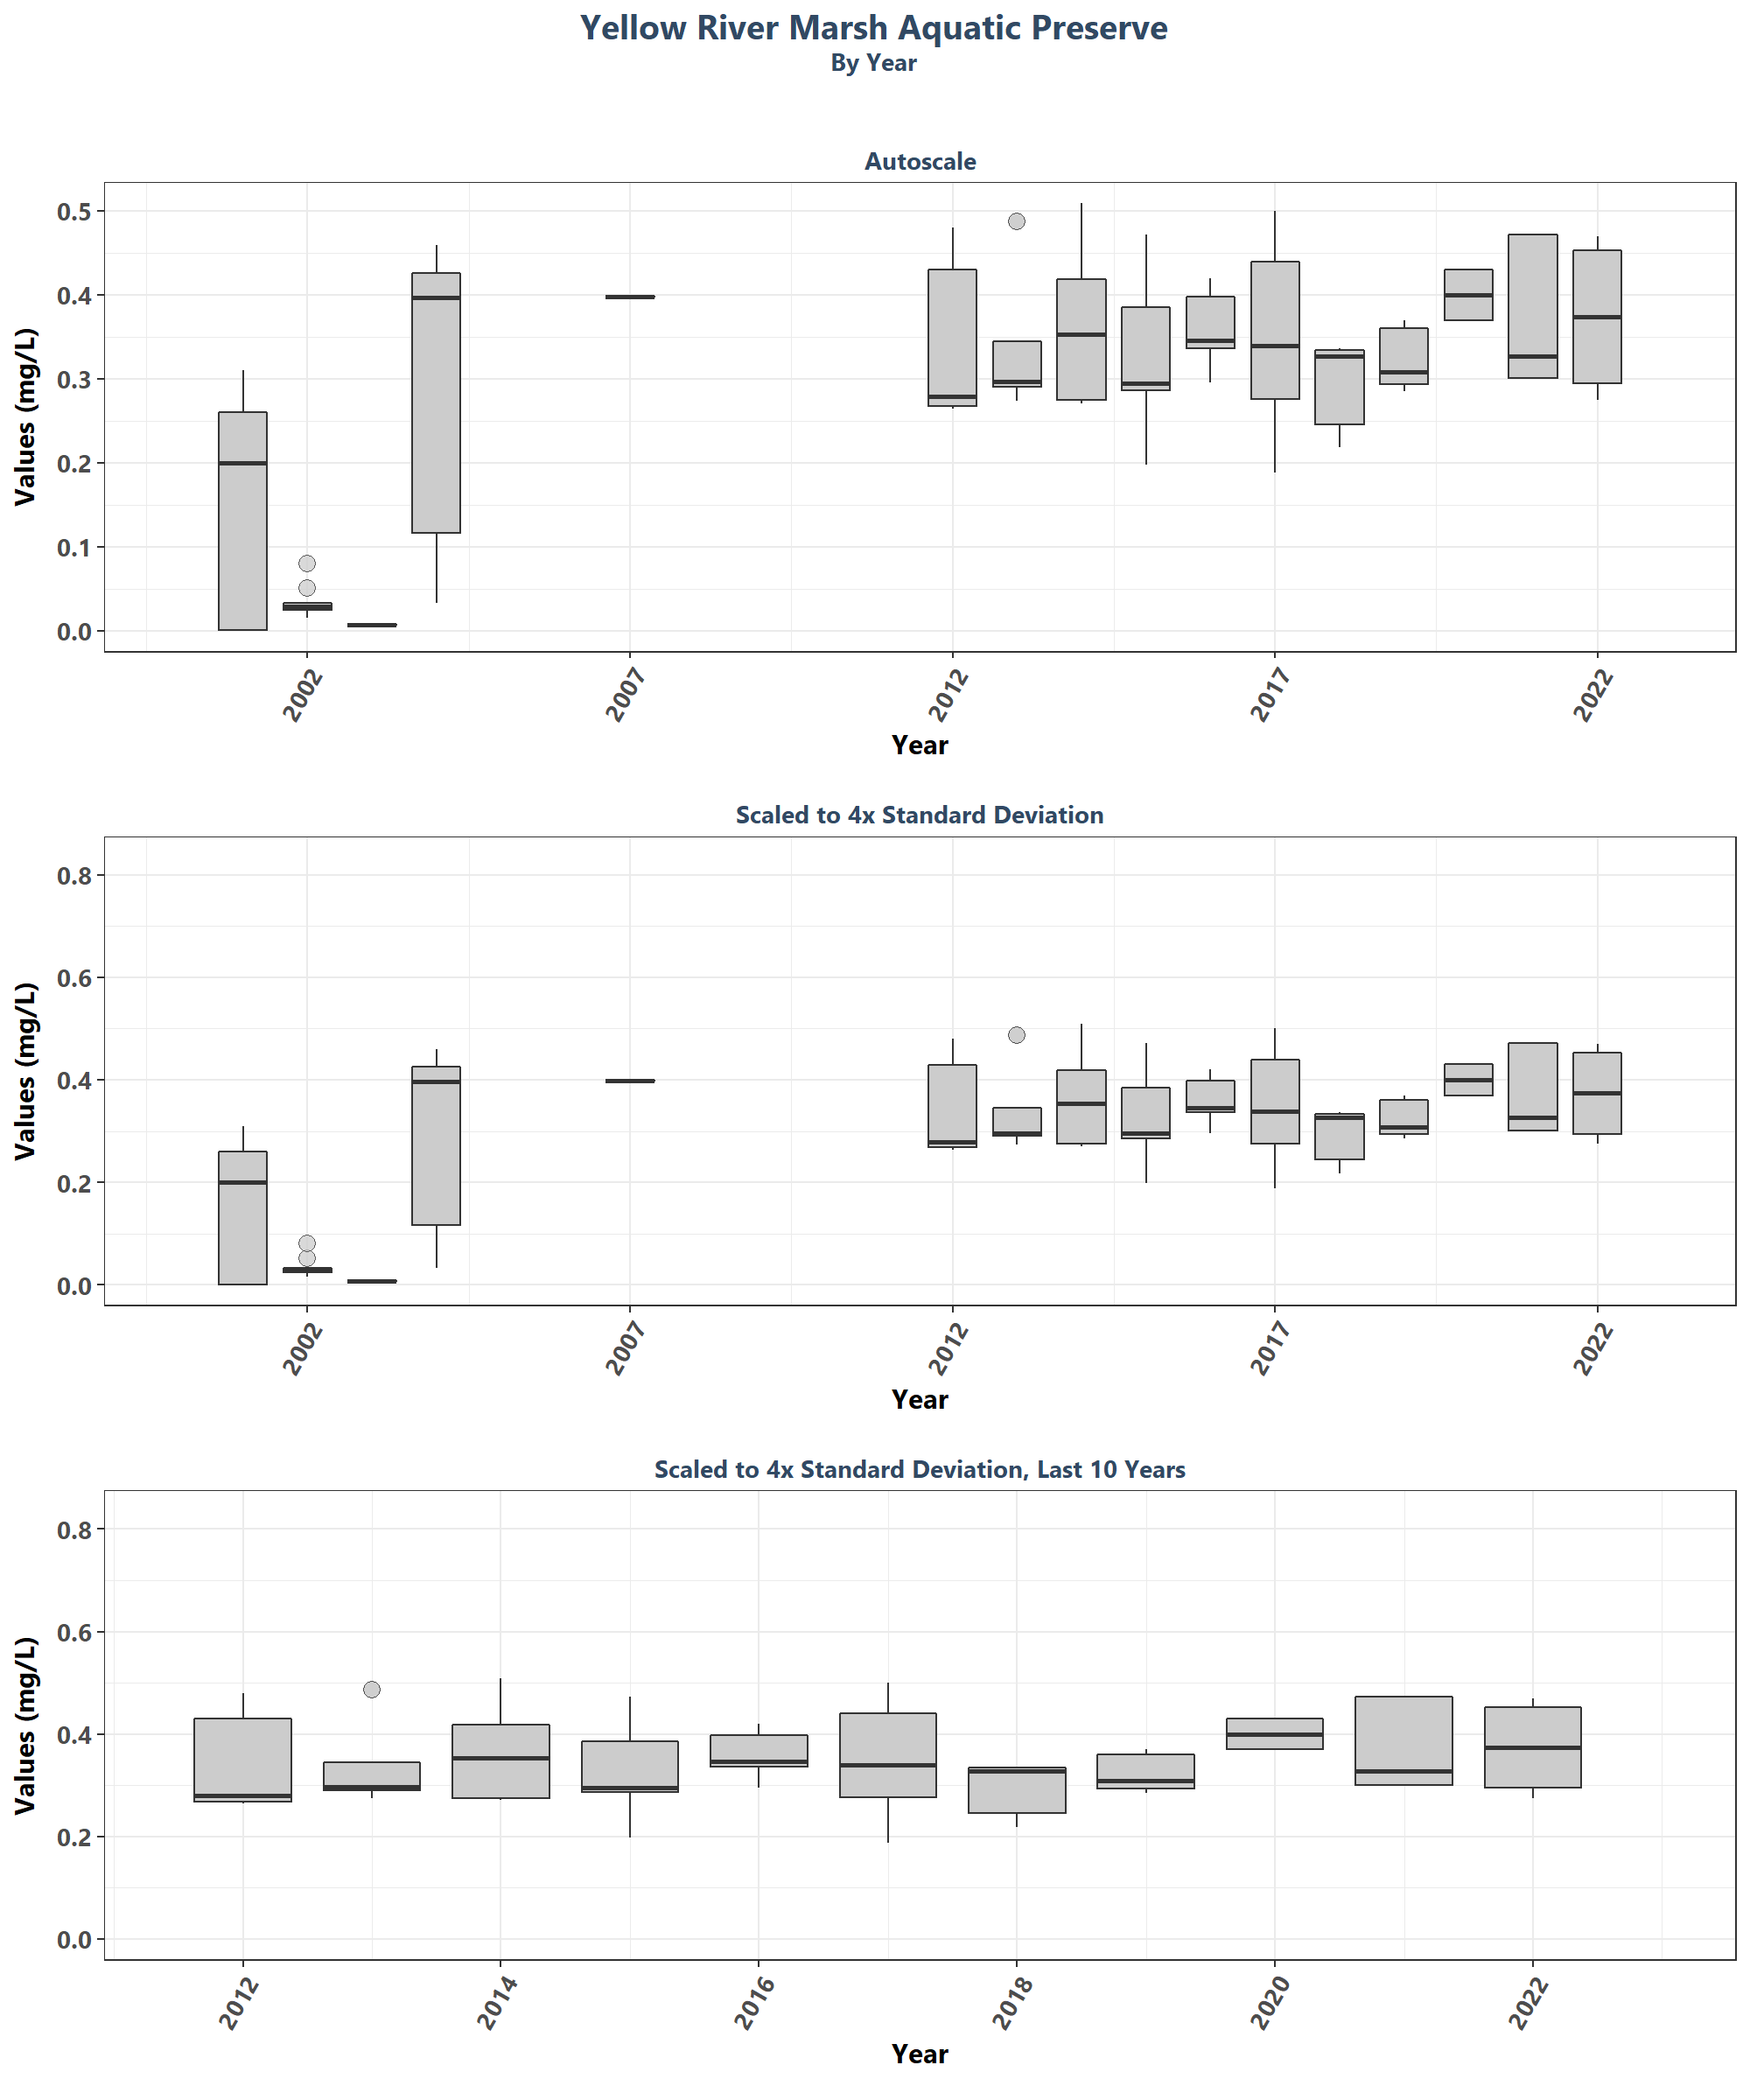 Yellow River Marsh Aquatic Preserve
By Year
Autoscale
Values (mg/L)
0.5
0.4
0.3
0.2
0.1
0.0
2002 2007 2012 2017 2022
Year
Scaled to 4x Standard Deviation
Values (mg/L)
0.8
0.6
0.4
0.2
0.0
2002 2007 2012 2017 2022
Year
Scaled to 4x Standard Deviation, Last 10 Years
Values (mg/L)
0.8
0.6
0.4
0.2
0.0
2012 2014 2016 2018 2020 2022
Year